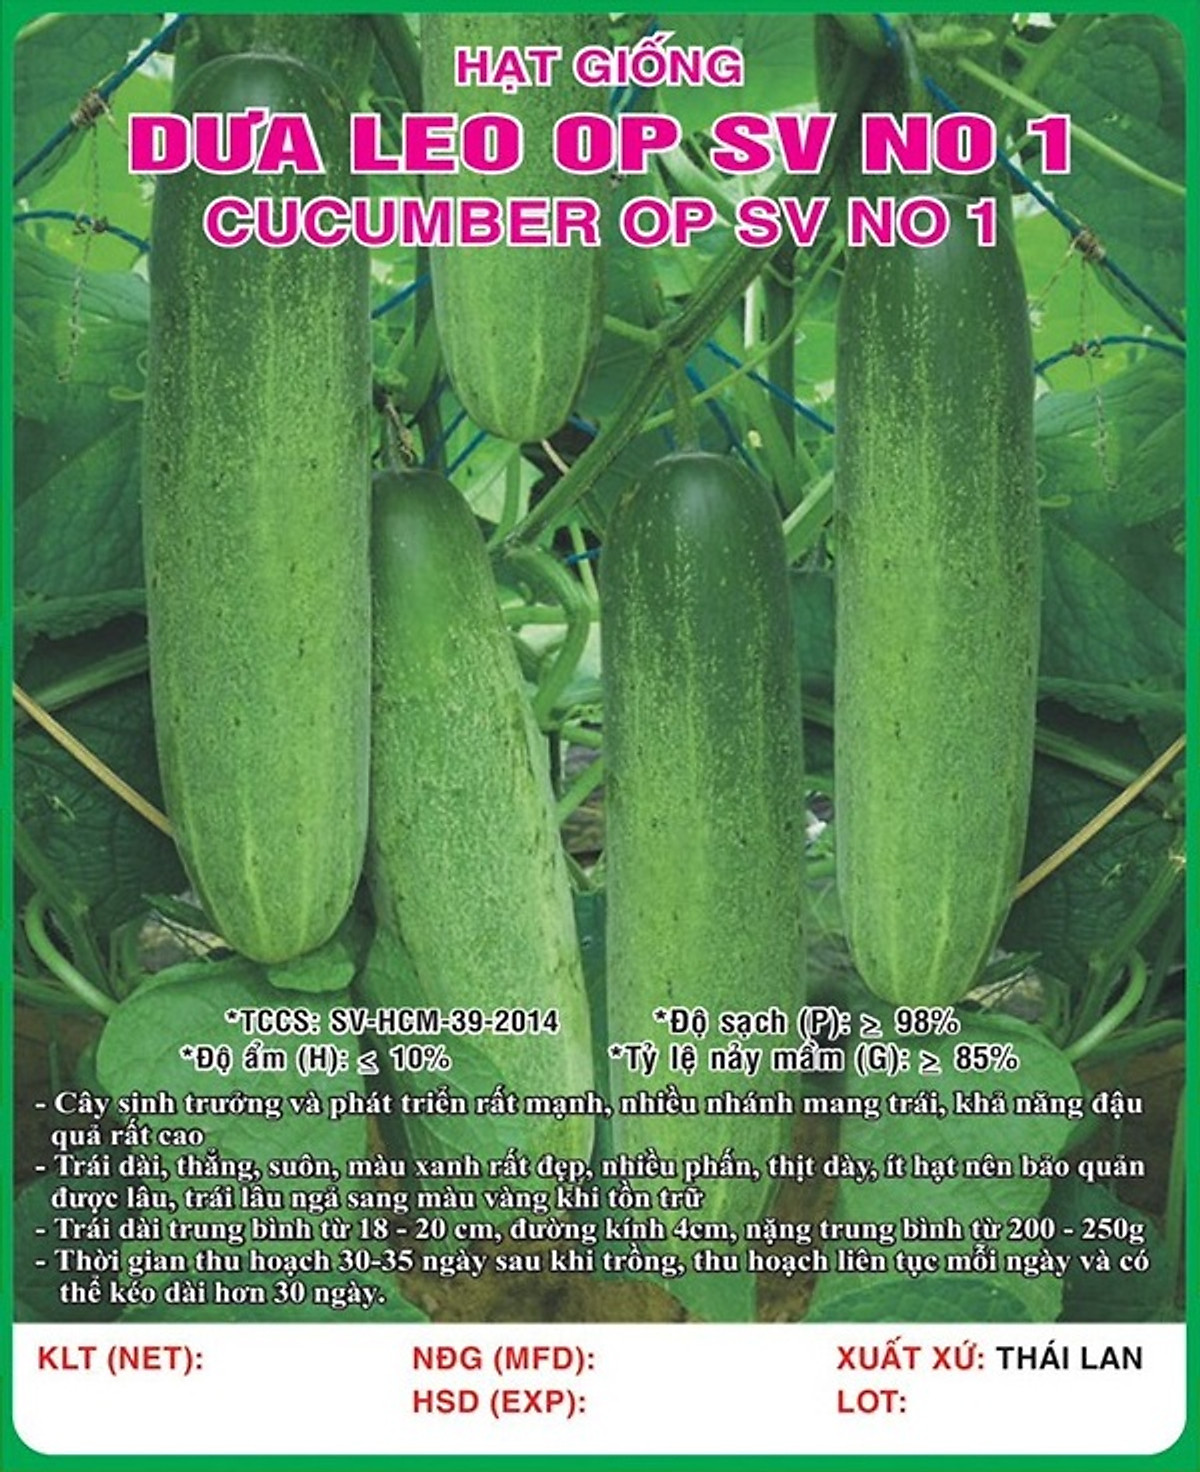 HẠT GIỐNG
DƯA LEO OP SV NO 1
CUCUMBER OP SV NO 1
*TCCS: SV-HCM-39-2014 *Độ sạch (P): ≥ 98%
*Độ ẩm (H): ≤ 10% *Tỷ lệ nảy mầm (G): ≥ 85%
- Cây sinh trưởng và phát triển rất mạnh, nhiều nhánh mang trái, khả năng đậu
quả rất cao
- Trái dài, thẳng, suôn, màu xanh rất đẹp, nhiều phấn, thịt dày, ít hạt nên bảo quản
được lâu, trái lâu ngả sang màu vàng khi tồn trữ
- Trái dài trung bình từ 18 - 20 cm, đường kính 4cm, nặng trung bình từ 200 - 250g
- Thời gian thu hoạch 30-35 ngày sau khi trồng, thu hoạch liên tục mỗi ngày và có
thể kéo dài hơn 30 ngày.
KLT (NET): NĐG (MFD): XUẤT XỨ: THÁI LAN
HSD (EXP): LOT: